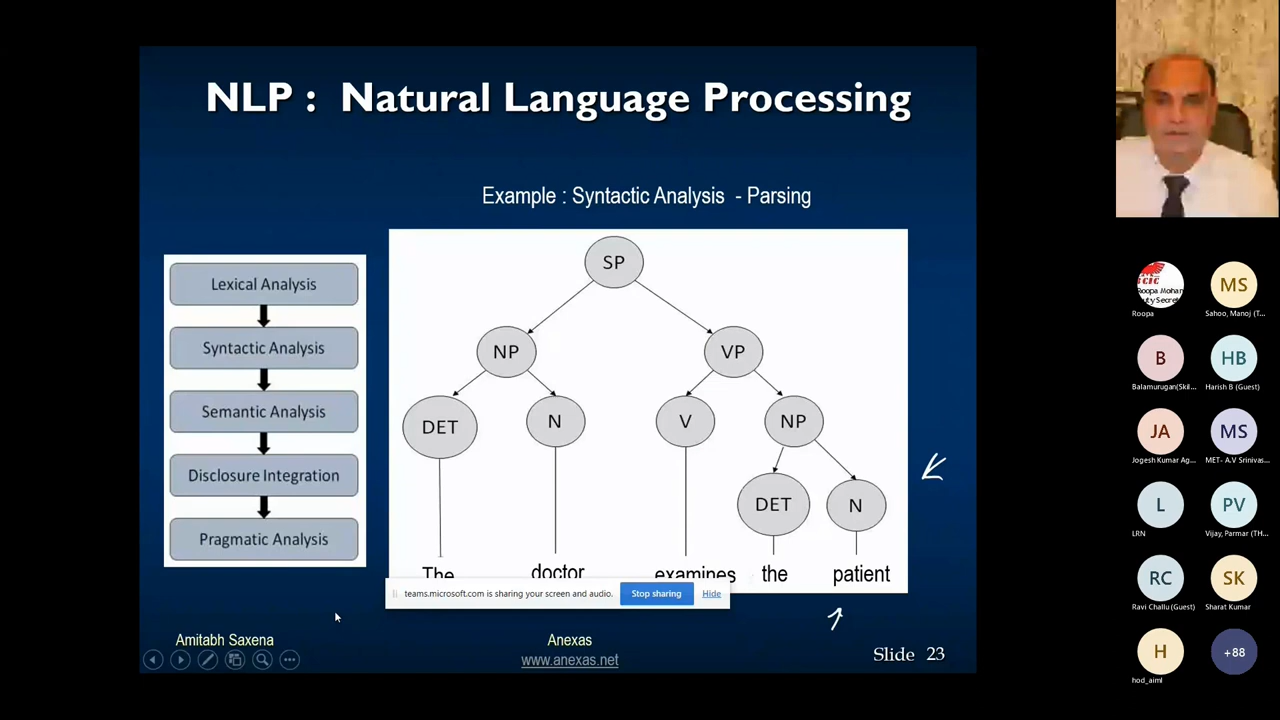 NLP : Natural Language Processing
Example : Syntactic Analysis - Parsing
Lexical Analysis
Syntactic Analysis
Semantic Analysis
Disclosure Integration
Pragmatic Analysis
SP
NP
VP
DET
N
V
NP
DET
N
The
doctor
examines
the
patient
teams.microsoft.com is sharing your screen and audio.
Stop sharing
Hide
Amitabh Saxena
Anexas
www.anexas.net
Slide 23
CIC
Roopa Mohan
uty Secret
Roopa
MS
Sahoo, Manoj (T...
B
Balamurugan(Skil...
HB
Harish B (Guest)
JA
Jogesh Kumar Ag...
MS
MET- A.V Srinivas...
L
LRN
PV
Vijay, Parmar (TH...
RC
Ravi Challu (Guest)
SK
Sharat Kumar
H
hod_aiml
+88